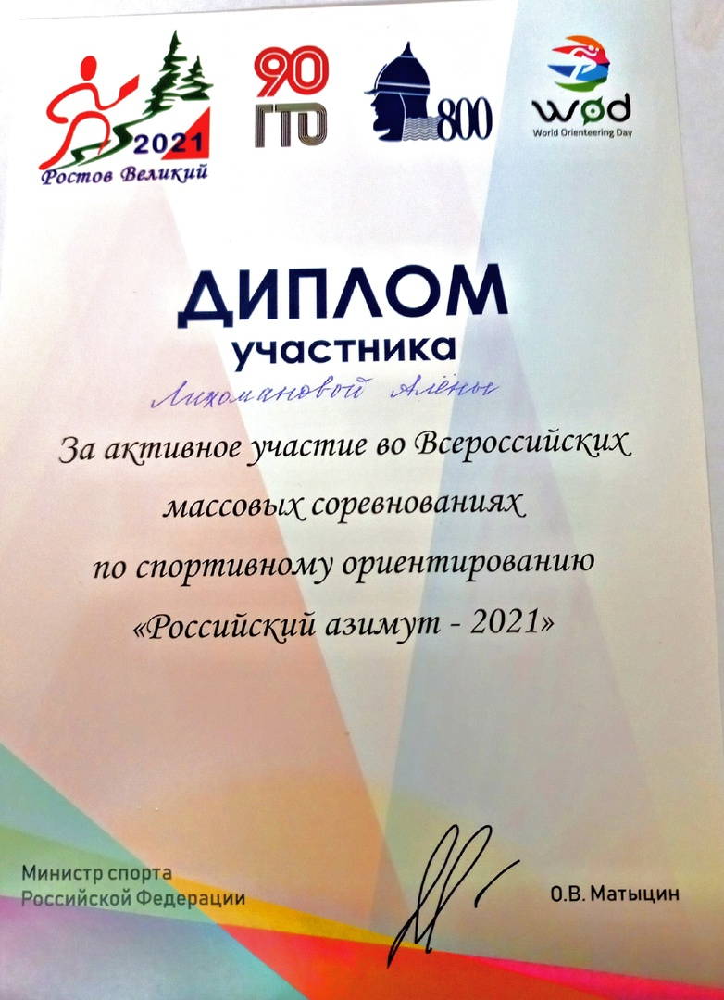 2021
Ростов Великий
90
ГТО
800
wod
World Orienteering Day
ДИПЛОМ
участника
Лихомановой Алёны
За активное участие во Всероссийских
массовых соревнованиях
по спортивному ориентированию
«Российский азимут - 2021»
Министр спорта
Российской Федерации
О.В. Матыцин